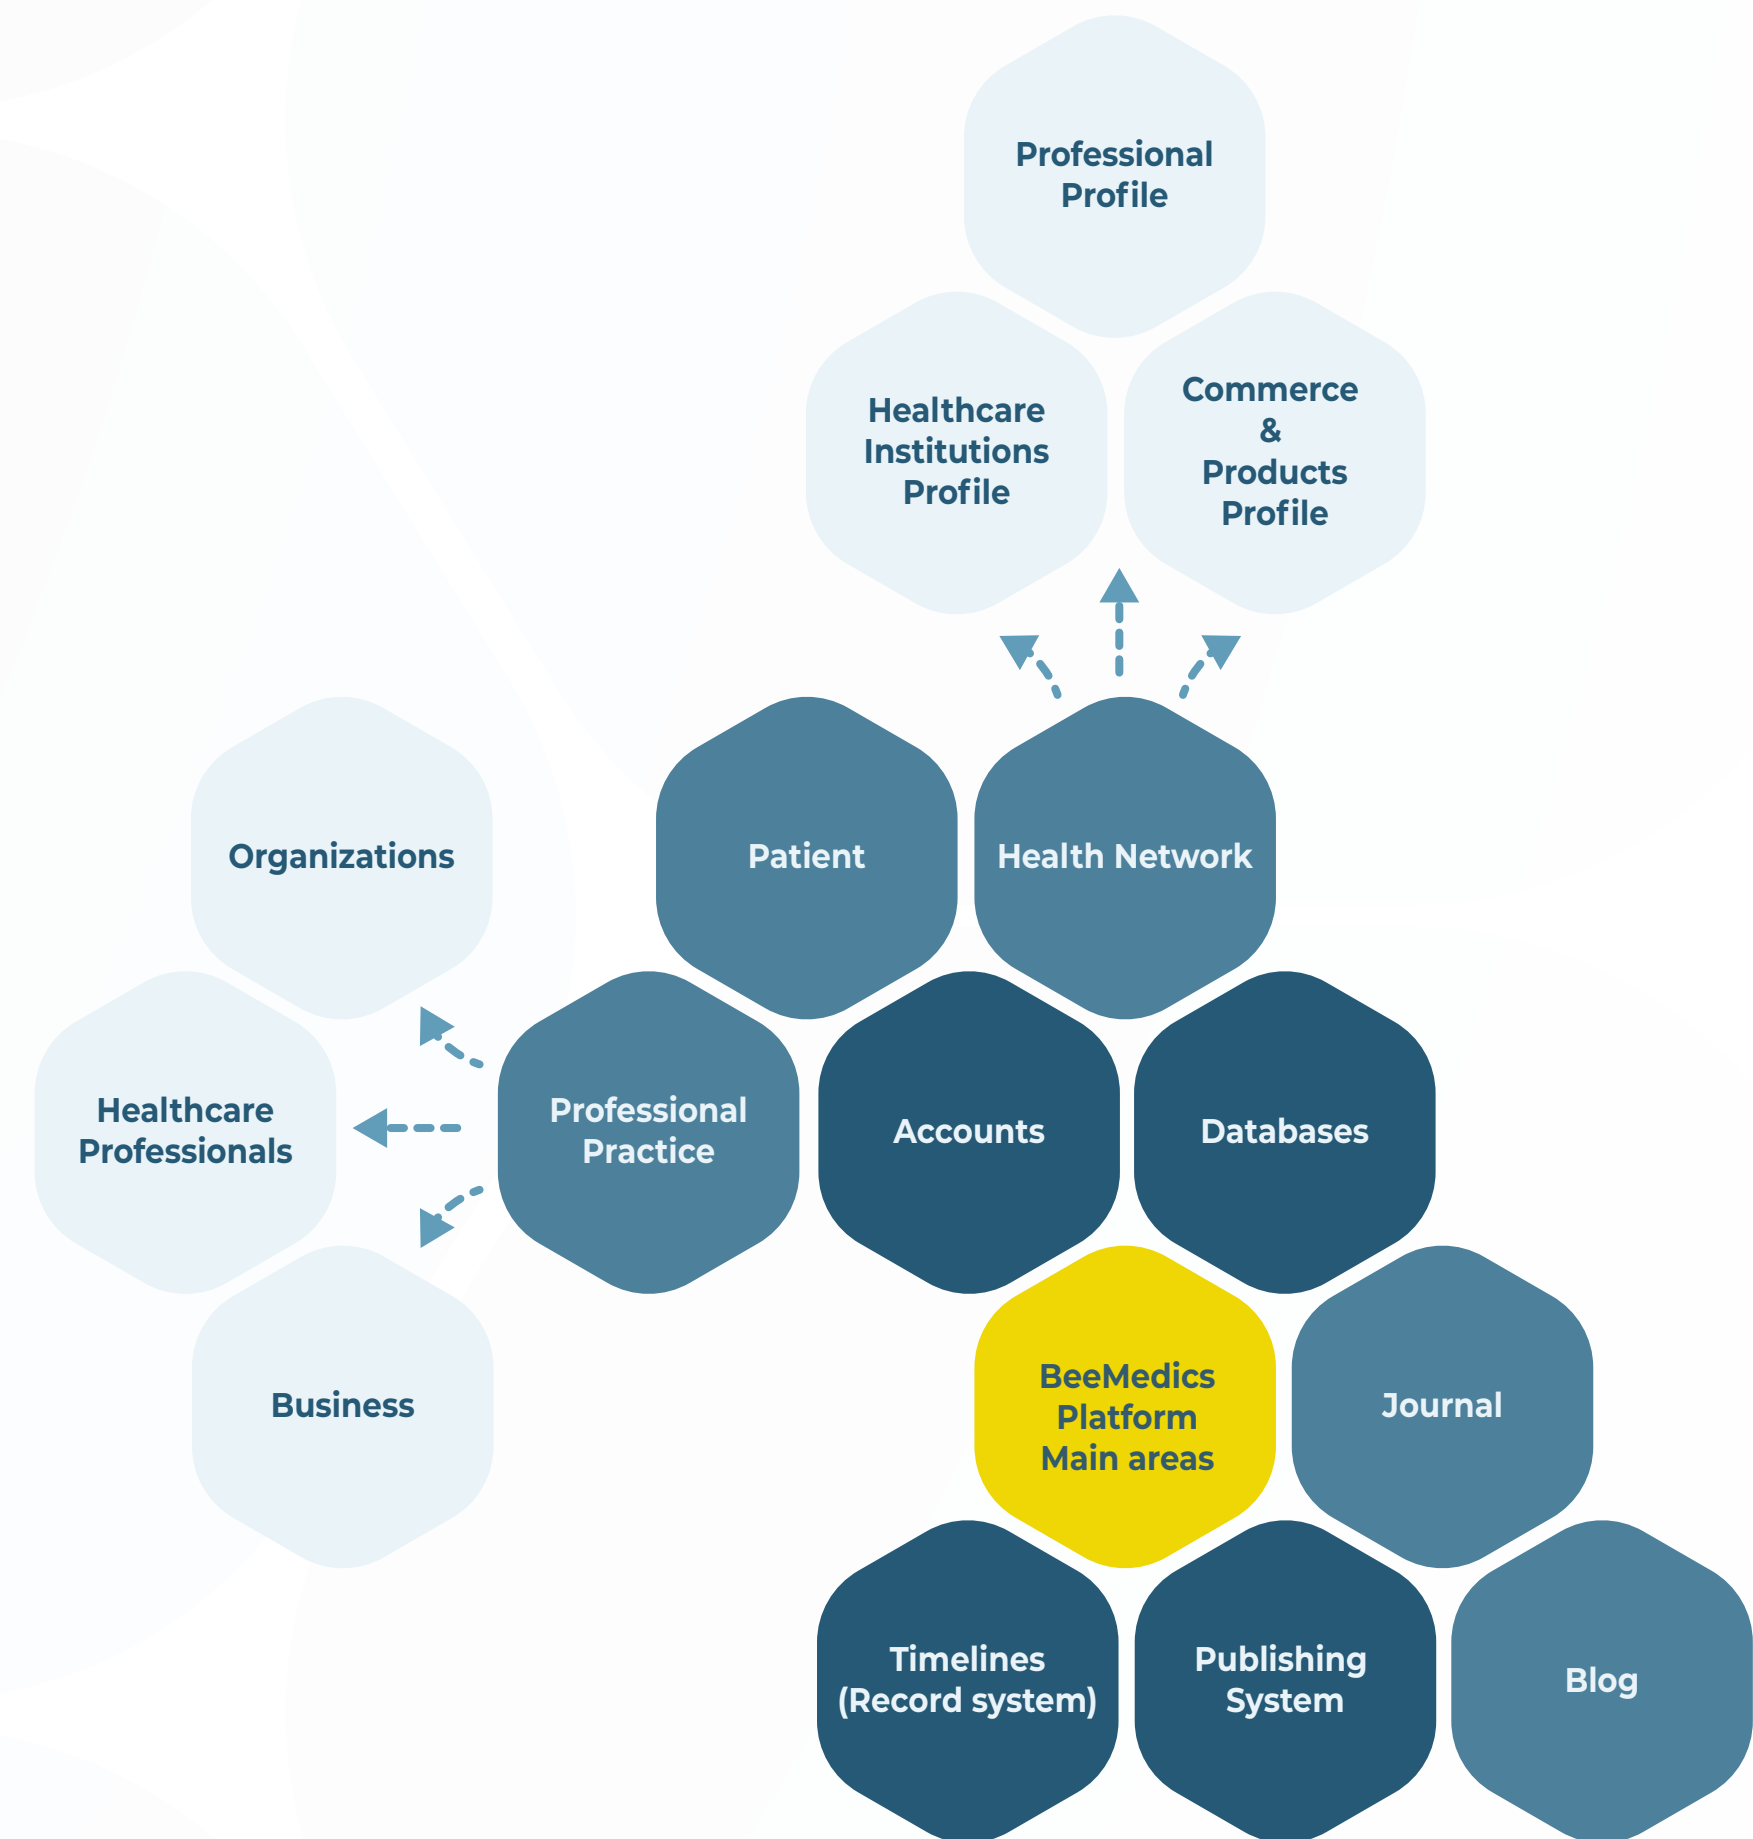 Professional
Profile
Healthcare
Institutions
Profile
Commerce
&
Products
Profile
Organizations
Patient
Health Network
Healthcare
Professionals
Professional
Practice
Accounts
Databases
Business
BeeMedics
Platform
Main areas
Journal
Timelines
(Record system)
Publishing
System
Blog